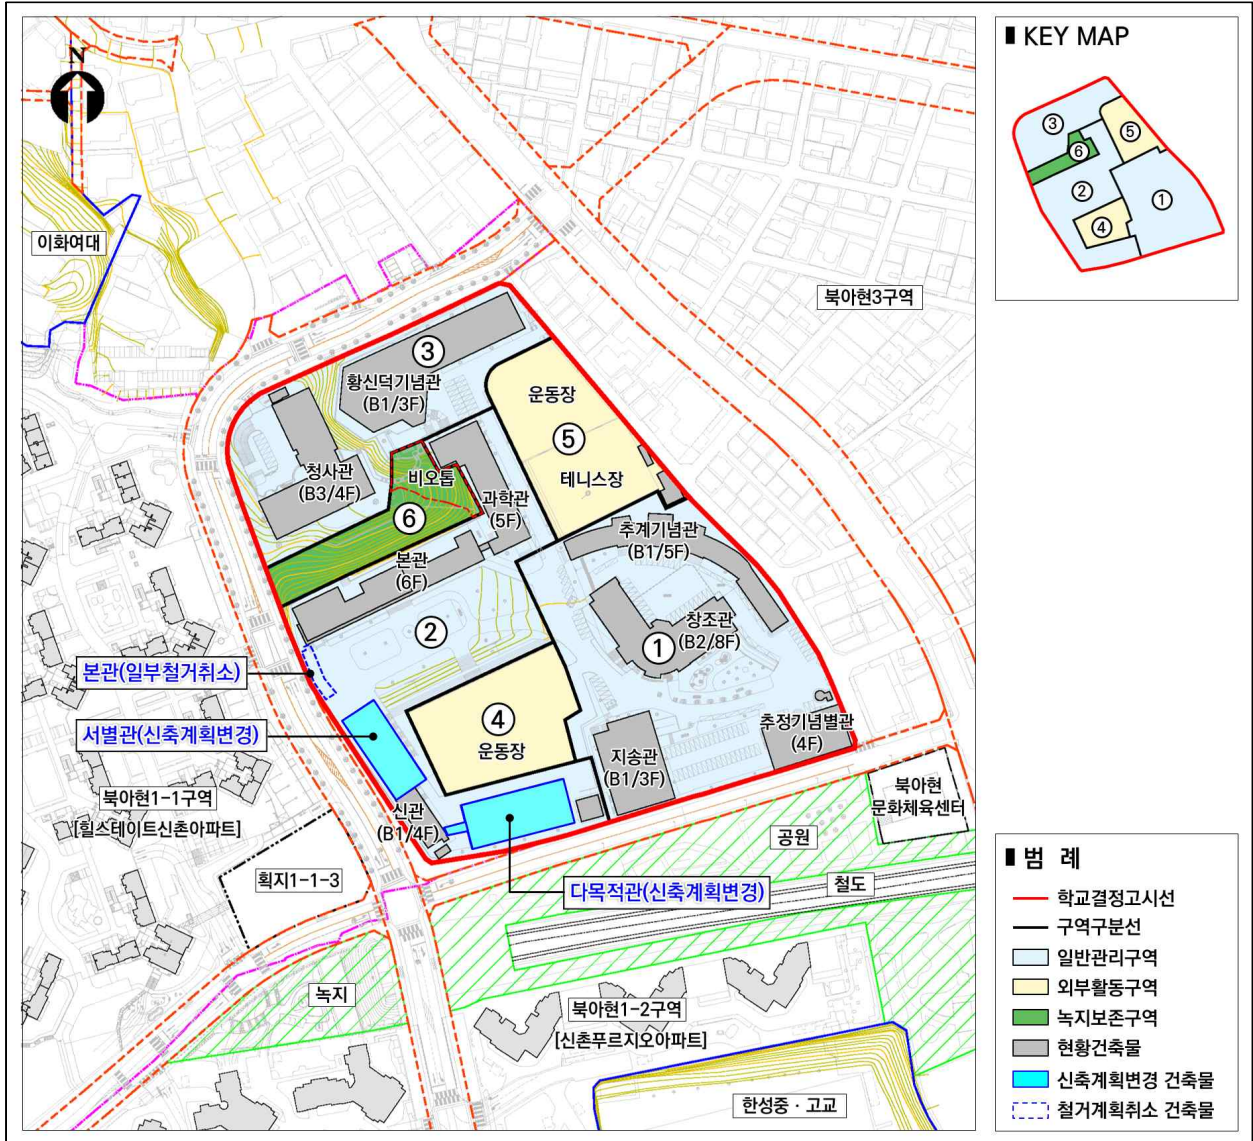 N
이화여대
북아현3구역
③
황신덕기념관
(B1/3F)
운동장
⑤
테니스장
청사관
(B3/4F)
비오톱
과학관
(5F)
⑥
본관
(6F)
추계기념관
(B1/5F)
창조관
(B2/8F)
①
②
본관(일부철거취소)
서별관(신축계획변경)
④
운동장
지송관
(B1/3F)
추정기념별관
(4F)
북아현1-1구역
[힐스테이트신촌아파트]
신관
(B1/4F)
북아현
문화체육센터
공원
획지1-1-3
다목적관(신축계획변경)
철도
녹지
북아현1-2구역
[신촌푸르지오아파트]
한성중 · 고교
KEY MAP
③
⑤
⑥
②
①
④
범 례
학교결정고시선
구역구분선
일반관리구역
외부활동구역
녹지보존구역
현황건축물
신축계획변경 건축물
철거계획취소 건축물